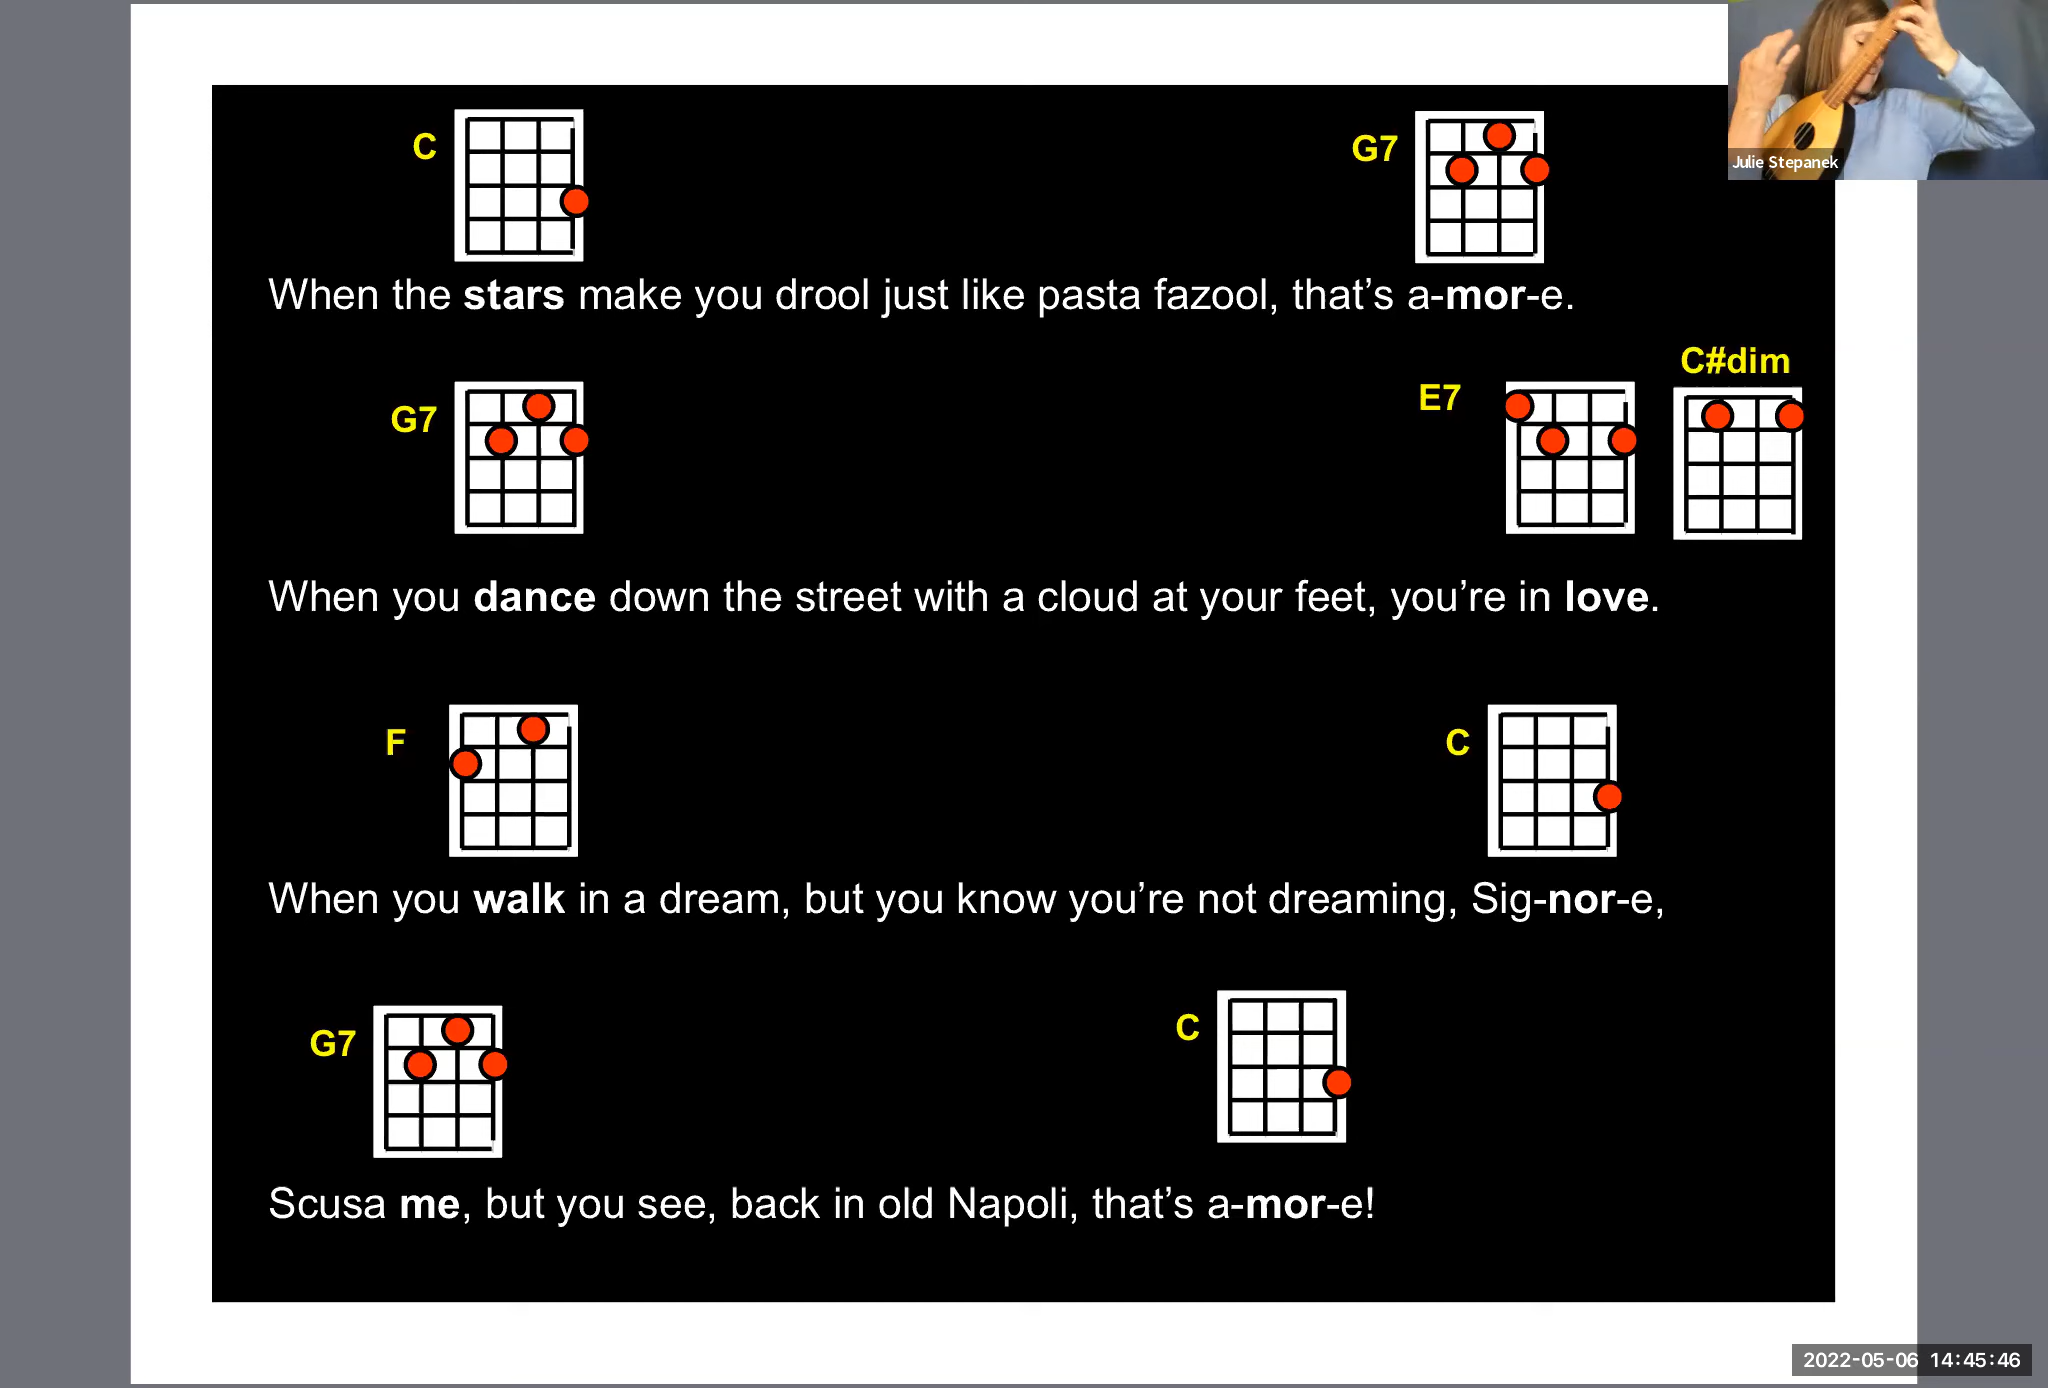 C G7
Julie Stepanek
When the stars make you drool just like pasta fazool, that’s a-mor-e.
C#dim
G7 E7
When you dance down the street with a cloud at your feet, you’re in love.
F C
When you walk in a dream, but you know you’re not dreaming, Sig-nor-e,
G7 C
Scusa me, but you see, back in old Napoli, that’s a-mor-e!
2022-05-06 14:45:46